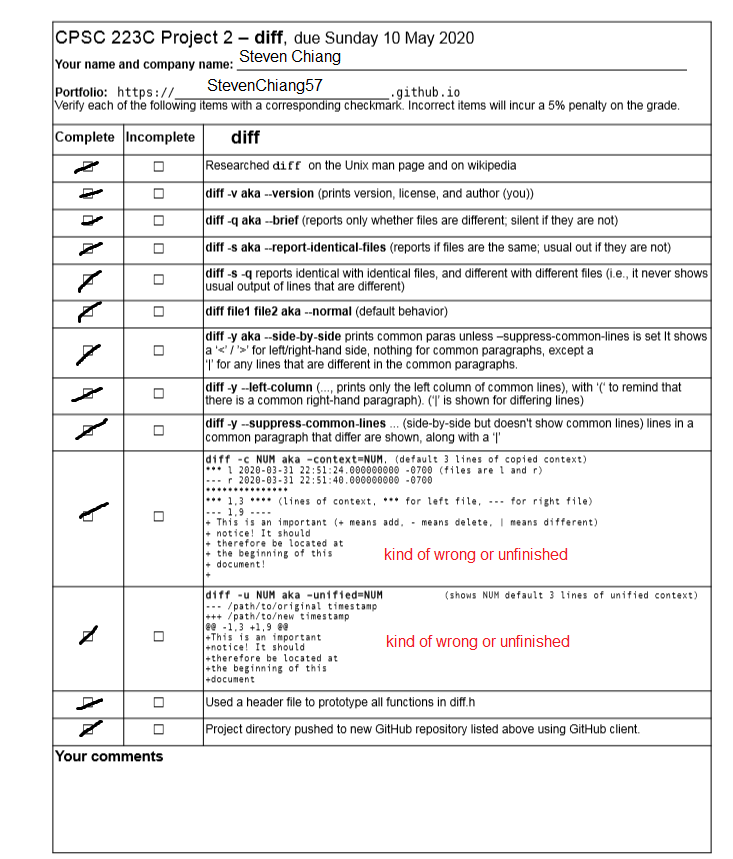 CPSC 223C Project 2 – diff, due Sunday 10 May 2020
Your name and company name: Steven Chiang
Portfolio: https://StevenChiang57.github.io
Verify each of the following items with a corresponding checkmark. Incorrect items will incur a 5% penalty on the grade.
Complete Incomplete diff
Researched diff on the Unix man page and on wikipedia
diff -v aka --version (prints version, license, and author (you))
diff -q aka --brief (reports only whether files are different; silent if they are not)
diff -s aka --report-identical-files (reports if files are the same; usual out if they are not)
diff -s -q reports identical with identical files, and different with different files (i.e., it never shows
usual output of lines that are different)
diff file1 file2 aka --normal (default behavior)
diff -y aka --side-by-side prints common paras unless –suppress-common-lines is set It shows
a '<' / '>' for left/right-hand side, nothing for common paragraphs, except a
'|' for any lines that are different in the common paragraphs.
diff -y --left-column (..., prints only the left column of common lines), with '(' to remind that
there is a common right-hand paragraph). ('|' is shown for differing lines)
diff -y --suppress-common-lines ... (side-by-side but doesn't show common lines) lines in a
common paragraph that differ are shown, along with a '|'
diff -c NUM aka –context=NUM, (default 3 lines of copied context)
*** l 2020-03-31 22:51:24.000000000 -0700 (files are l and r)
--- r 2020-03-31 22:51:40.000000000 -0700
***************
*** 1,3 **** (lines of context, *** for left file, --- for right file)
--- 1,9 ----
+ This is an important (+ means add, - means delete, | means different)
+ notice! It should
+ therefore be located at
+ the beginning of this
+ document!
+
kind of wrong or unfinished
diff -u NUM aka –unified=NUM (shows NUM default 3 lines of unified context)
--- /path/to/original timestamp
+++ /path/to/new timestamp
@@ -1,3 +1,9 @@
+This is an important
+notice! It should
+therefore be located at
+the beginning of this
+document
kind of wrong or unfinished
Used a header file to prototype all functions in diff.h
Project directory pushed to new GitHub repository listed above using GitHub client.
Your comments